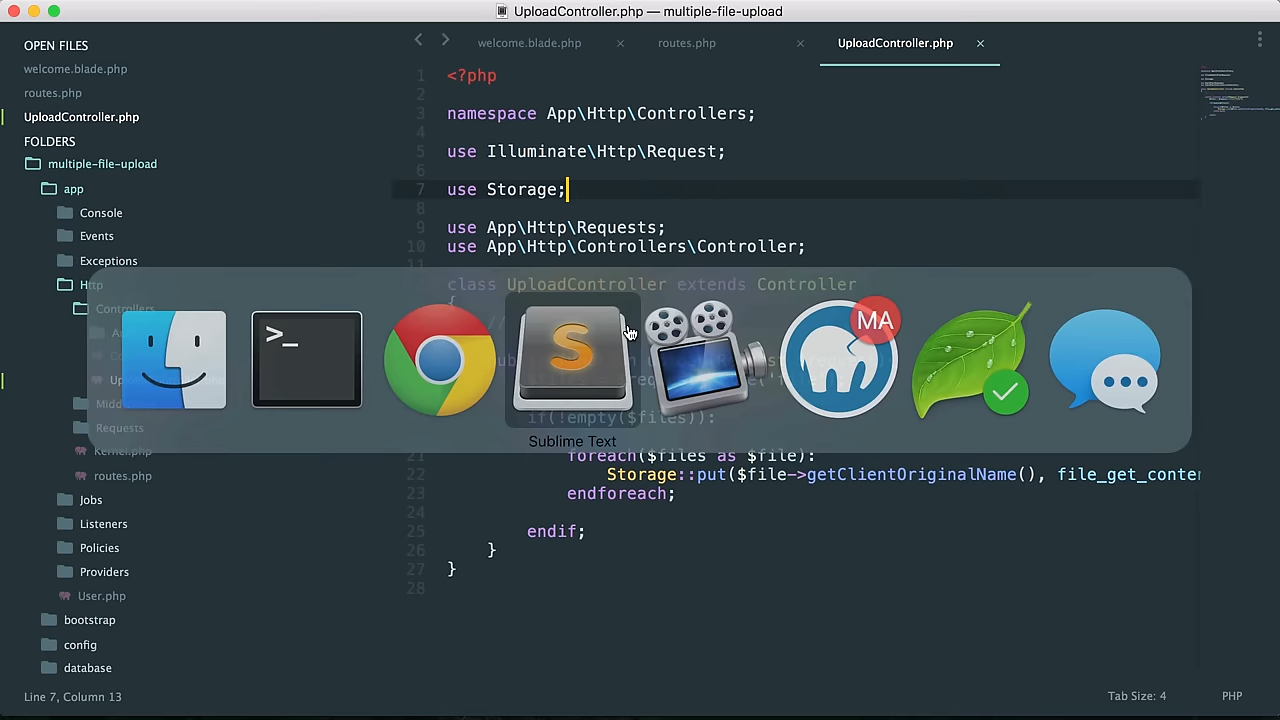 UploadController.php — multiple-file-upload
OPEN FILES
welcome.blade.php
routes.php
UploadController.php
FOLDERS
multiple-file-upload
app
Console
Events
Exceptions
Http
Controllers
Requests
Kernel.php
routes.php
Jobs
Listeners
Policies
Providers
User.php
bootstrap
config
database
welcome.blade.php
routes.php
UploadController.php
1 <?php
2
3 namespace App\Http\Controllers;
4
5 use Illuminate\Http\Request;
6
7 use Storage;
8
9 use App\Http\Requests;
10 use App\Http\Controllers\Controller;
11
class UploadController extends Controller
{
if(!empty($files)):
21 foreach($files as $file):
22 Storage::put($file->getClientOriginalName(), file_get_conter
23 endforeach;
24
25 endif;
26 }
27 }
28
>_
S
MA
Sublime Text
Line 7, Column 13
Tab Size: 4
PHP